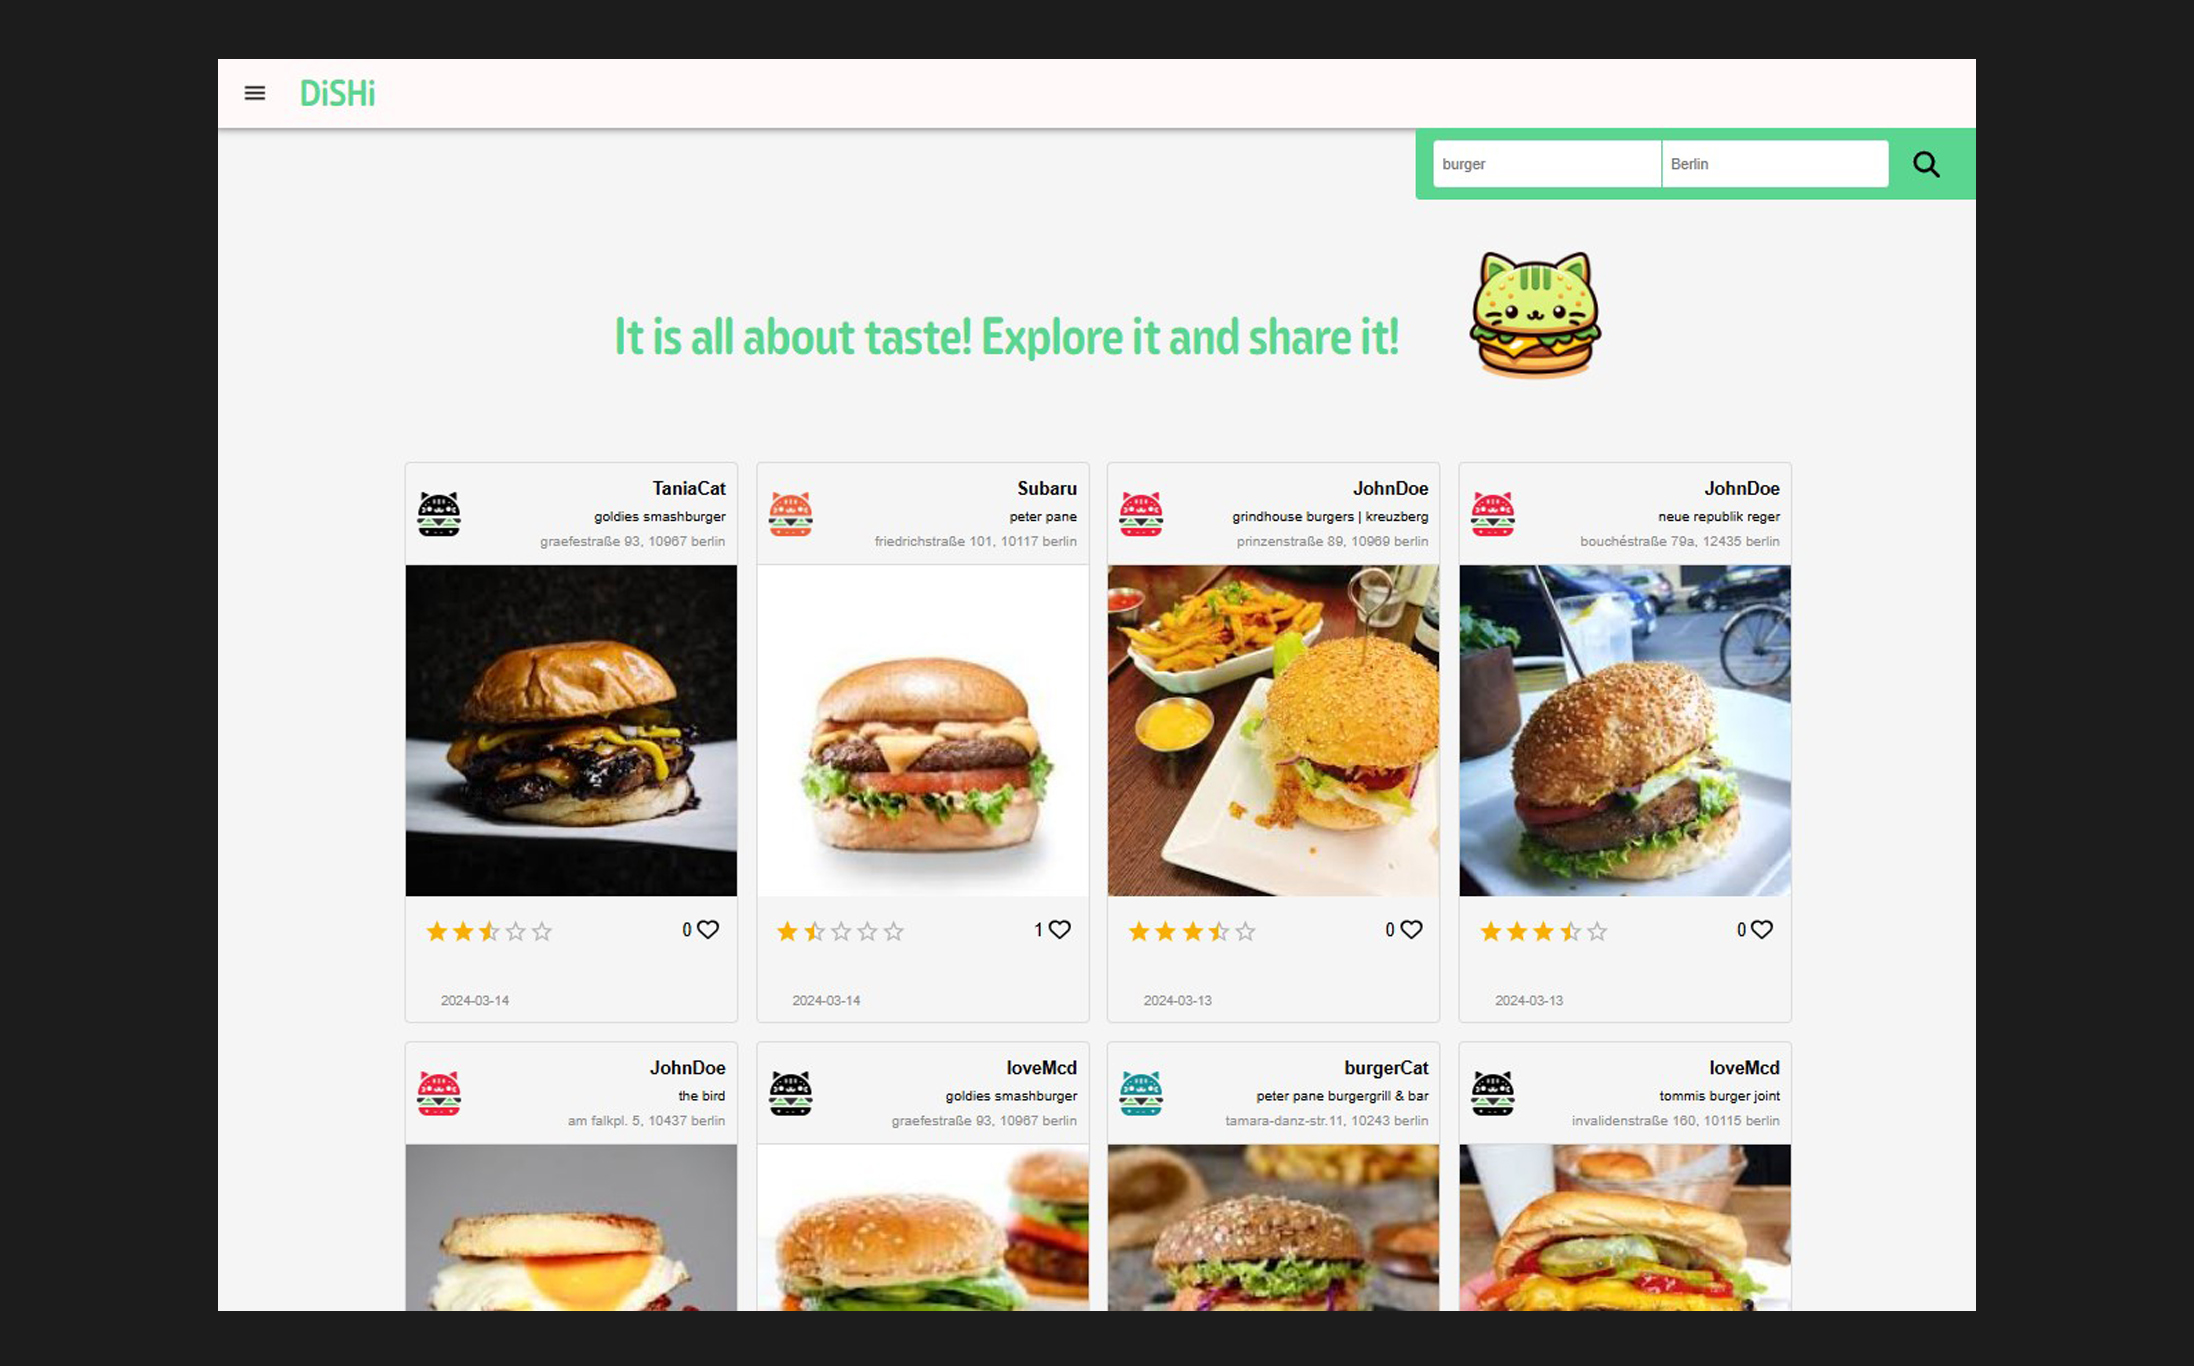 DiSHi
burger
Berlin
It is all about taste! Explore it and share it!
TaniaCat
goldies smashburger
graefestraße 93, 10967 berlin
0
2024-03-14
Subaru
peter pane
friedrichstraße 101, 10117 berlin
1
2024-03-14
JohnDoe
grindhouse burgers | kreuzberg
prinzenstraße 89, 10969 berlin
0
2024-03-13
JohnDoe
neue republik reger
bouchéstraße 79a, 12435 berlin
0
2024-03-13
JohnDoe
the bird
am falkpl. 5, 10437 berlin
loveMcd
goldies smashburger
graefestraße 93, 10967 berlin
burgerCat
peter pane burgergrill & bar
tamara-danz-str.11, 10243 berlin
loveMcd
tommis burger joint
invalidenstraße 160, 10115 berlin